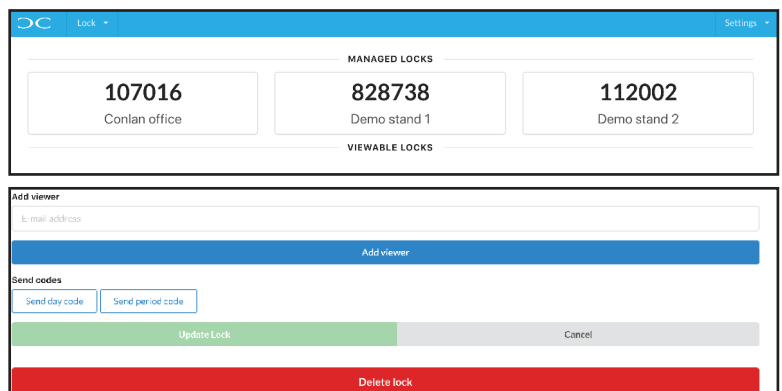 Lock
Settings
MANAGED LOCKS
107016
Conlan office
828738
Demo stand 1
112002
Demo stand 2
VIEWABLE LOCKS
Add viewer
E-mail address
Add viewer
Send codes
Send day code
Send period code
Update Lock
Cancel
Delete lock